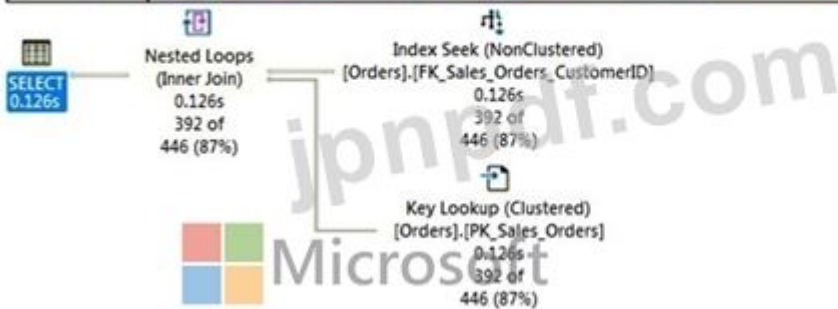 SELECT
0.126s
Nested Loops
(Inner Join)
0.126s
392 of
446 (87%)
Index Seek (NonClustered)
[Orders].[FK_Sales_Orders_CustomerID]
0.126s
392 of
446 (87%)
Key Lookup (Clustered)
[Orders].[PK_Sales_Orders]
0.126s
392 of
446 (87%)
jpnpdf.com
Microsoft